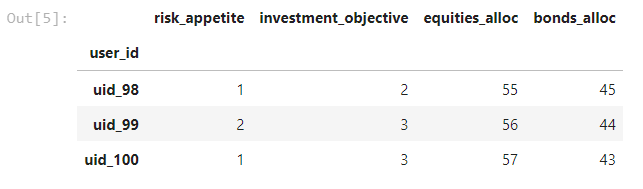 Out[5]: risk_appetite investment_objective equities_alloc bonds_alloc
user_id
uid_98 1 2 55 45
uid_99 2 3 56 44
uid_100 1 3 57 43